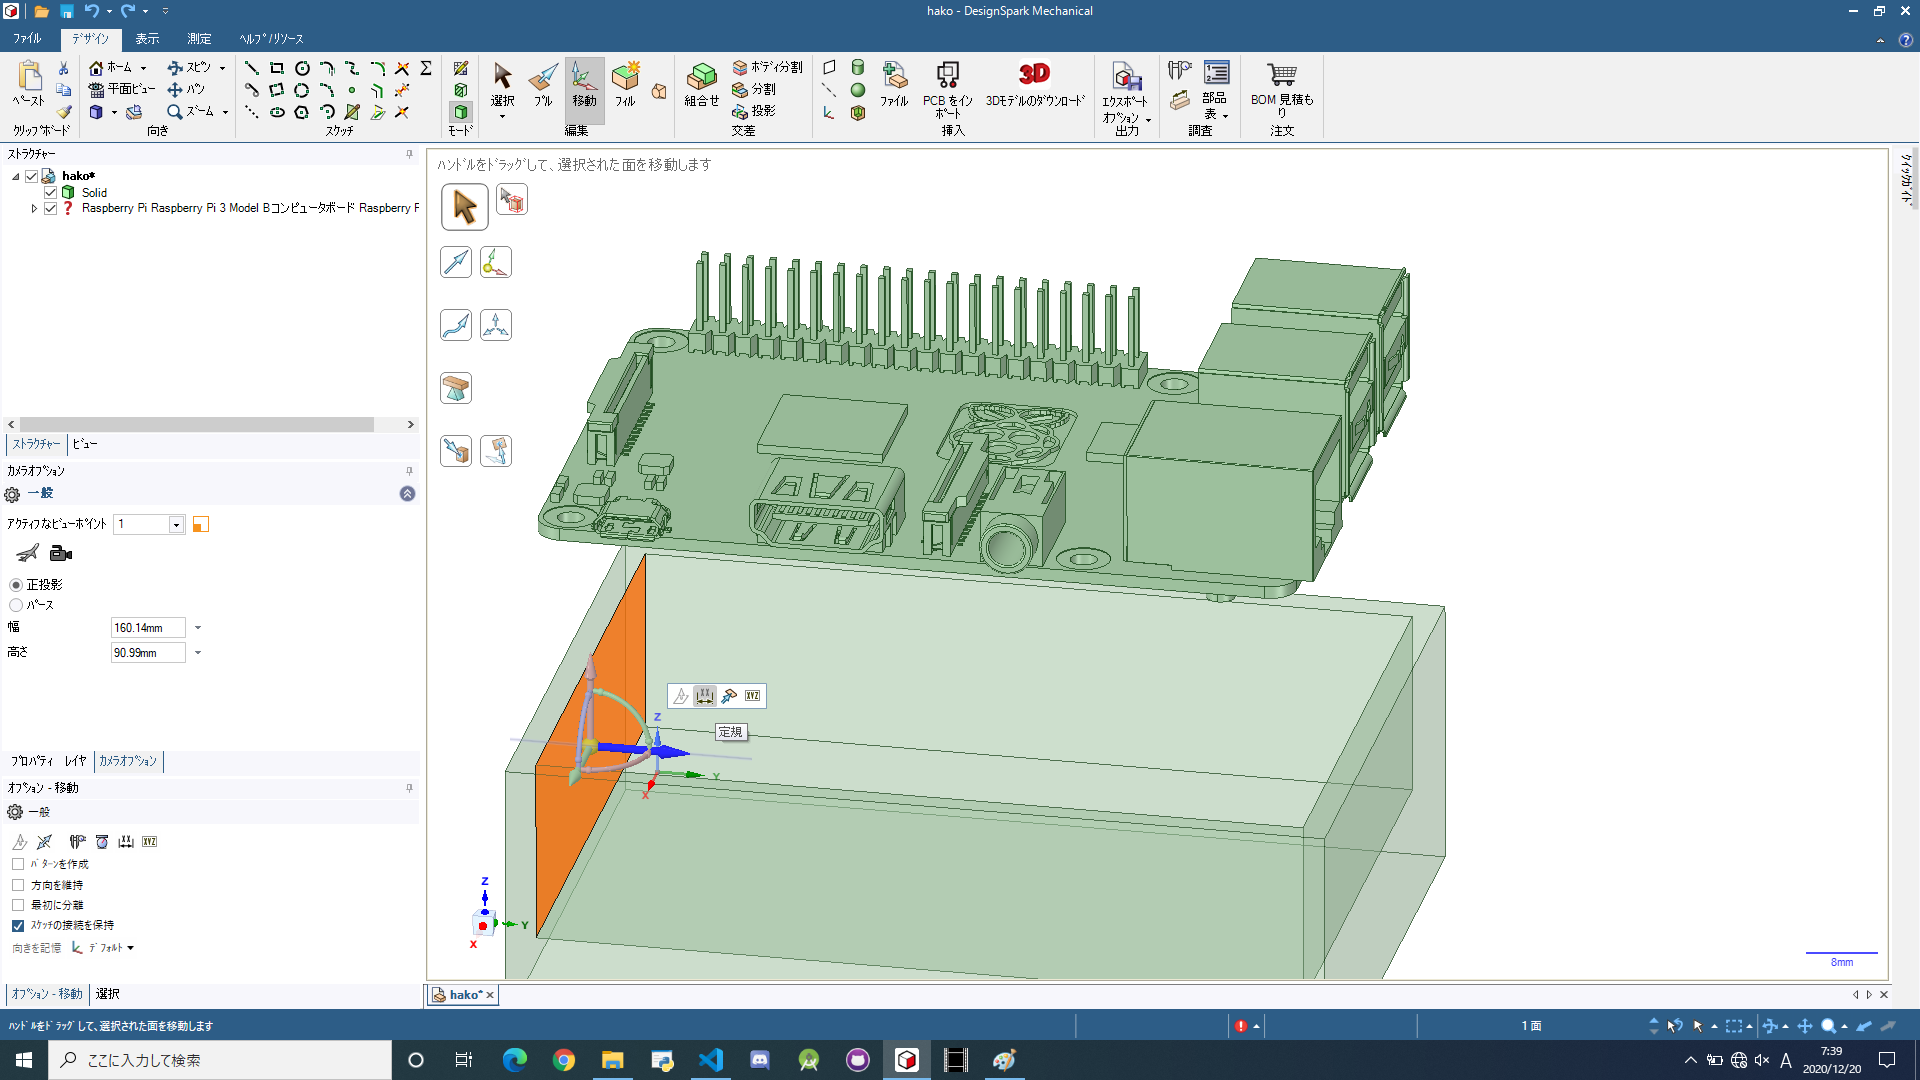 hako - DesignSpark Mechanical
ファイル
デザイン
表示
測定
ヘルプ/リソース
ペースト
クリップボード
ホーム
平面ビュー
スピン
パン
ズーム
向き
スケッチ
モード
選択
プル
移動
フィル
編集
組合せ
ボディ分割
分割
投影
交差
ファイル
PCB をイン
ポート
3D
3Dモデルのダウンロード
挿入
エクスポート
オプション
出力
部品
表
調査
BOM 見積も
り
注文
ストラクチャー
hako*
Solid
Raspberry Pi Raspberry Pi 3 Model Bコンピュータボード Raspberry P
ストラクチャー
ビュー
カメラオプション
一般
アクティブなビューポイント
1
正投影
パース
幅
160.14mm
高さ
90.99mm
プロパティ
レイヤ
カメラオプション
オプション - 移動
一般
XYZ
パターンを作成
方向を維持
最初に分離
スケッチの接続を保持
向きを記憶
デフォルト
オプション - 移動
選択
ハンドルをドラッグして、選択された面を移動します
XYZ
定規
Z
Y
X
Z
Y
X
8mm
クイックガイド
hako*
ハンドルをドラッグして、選択された面を移動します
1 面
ここに入力して検索
A
7:39
2020/12/20